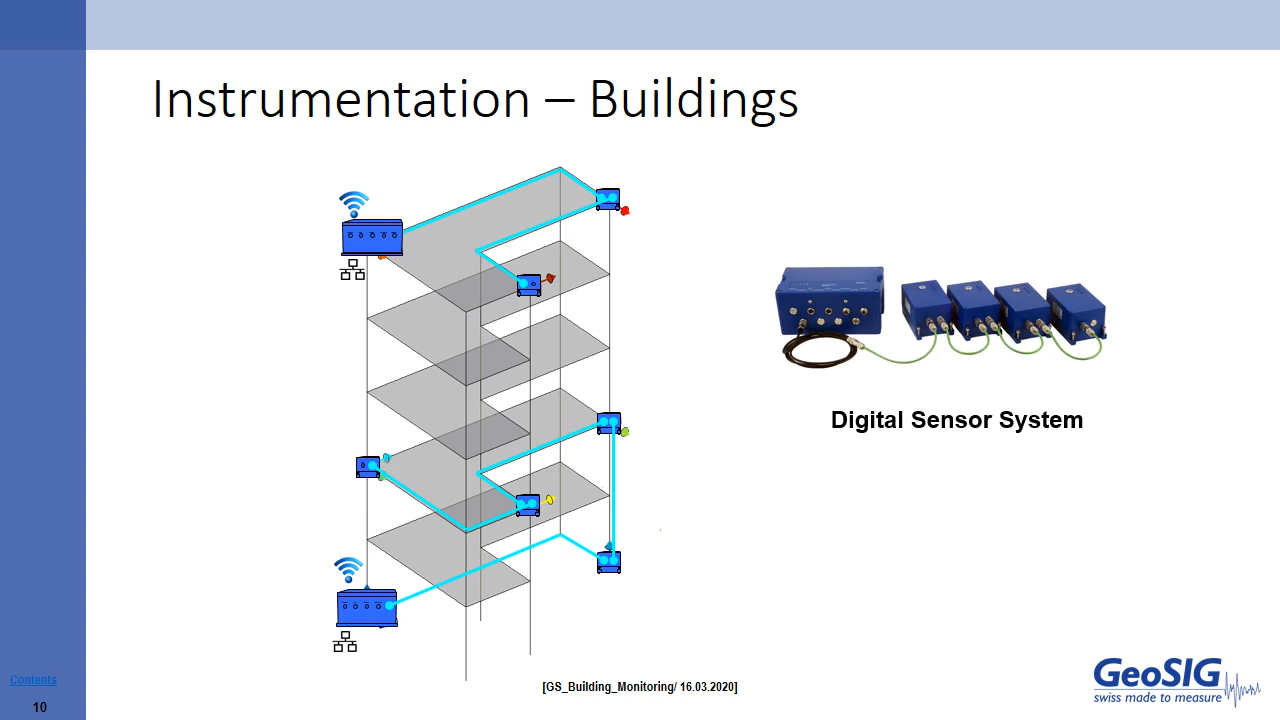 Instrumentation – Buildings
Digital Sensor System
Contents
10
[GS_Building_Monitoring/ 16.03.2020]
GeoSIG
swiss made to measure